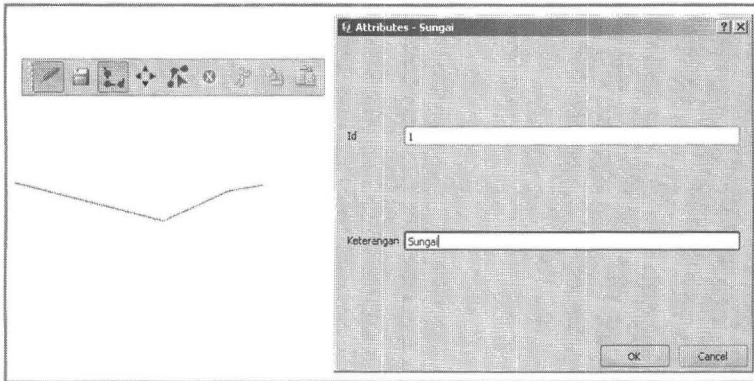 Attributes - Sungai
Id
1
Keterangan
Sungai
OK
Cancel